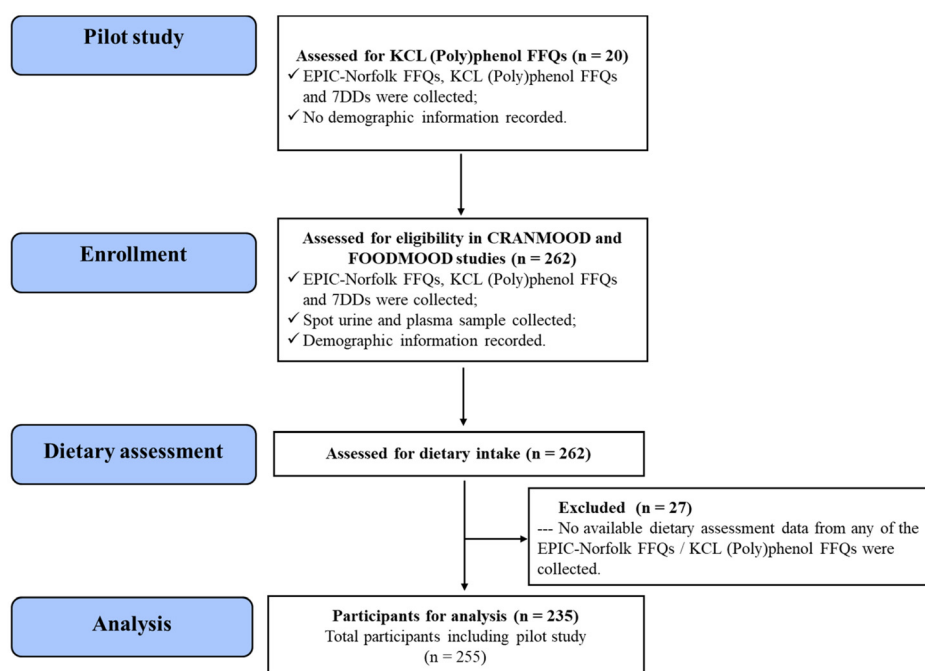 Pilot study
Assessed for KCL (Poly)phenol FFQs (n = 20)
✓ EPIC-Norfolk FFQs, KCL (Poly)phenol FFQs
and 7DDs were collected;
✓ No demographic information recorded.
Enrollment
Assessed for eligibility in CRANMOOD and
FOODMOOD studies (n = 262)
✓ EPIC-Norfolk FFQs, KCL (Poly)phenol FFQs
and 7DDs were collected;
✓ Spot urine and plasma sample collected;
✓ Demographic information recorded.
Dietary assessment
Assessed for dietary intake (n = 262)
Excluded (n = 27)
--- No available dietary assessment data from any of the
EPIC-Norfolk FFQs / KCL (Poly)phenol FFQs were
collected.
Analysis
Participants for analysis (n = 235)
Total participants including pilot study
(n = 255)